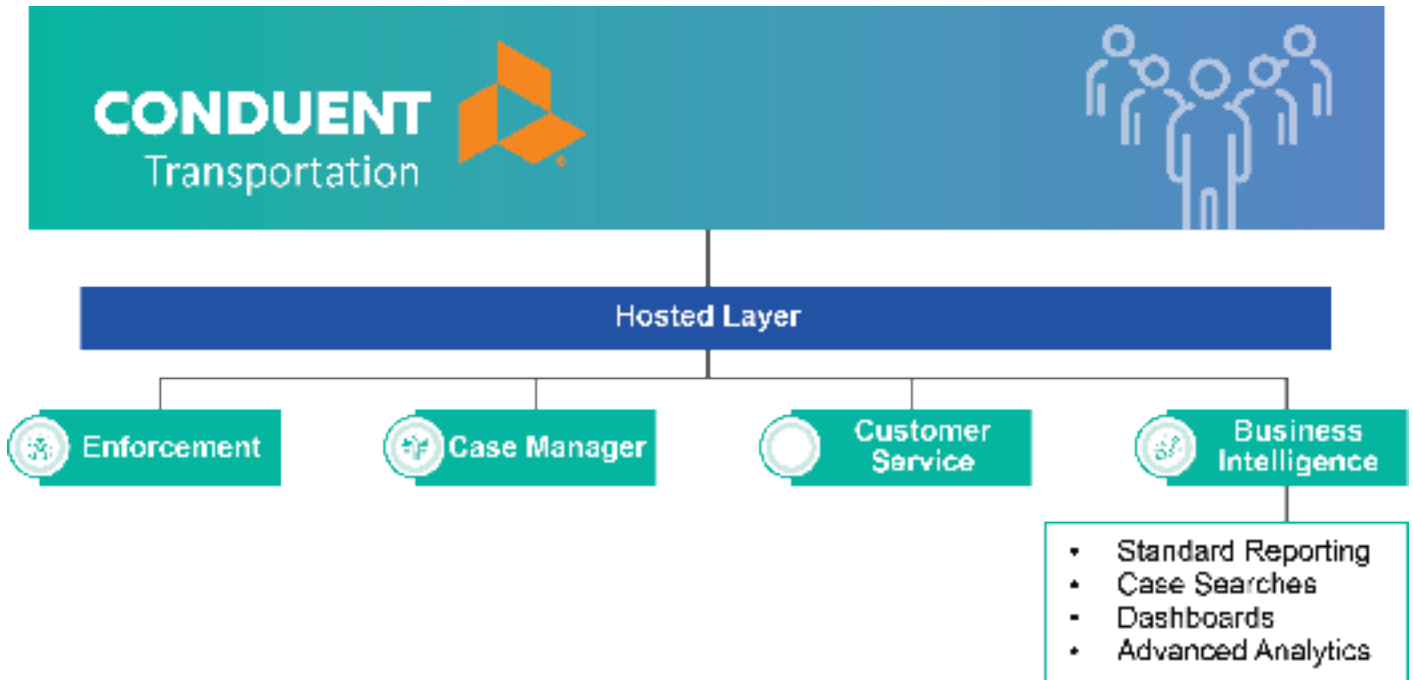 CONDUENT
Transportation
Hosted Layer
Enforcement
Case Manager
Customer
Service
Business
Intelligence
• Standard Reporting
• Case Searches
• Dashboards
• Advanced Analytics